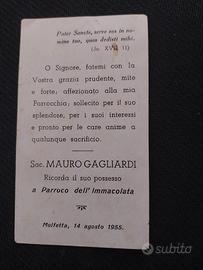 Pater Sancte, serva eos in no-
mine tuo, quos dedisti mihi.
(Jo. XVII 11)
O Signore, fatemi con la
Vostra grazia prudente, mite
e forte; affezionato alla mia
Parrocchia; sollecito per il suo
splendore, per i suoi interessi
e pronto per le care anime a
qualunque sacrificio.
Sac. MAURO GAGLIARDI
Ricorda il suo possesso
a Parroco dell'Immacolata
Molfetta, 14 agosto 1955.
subito